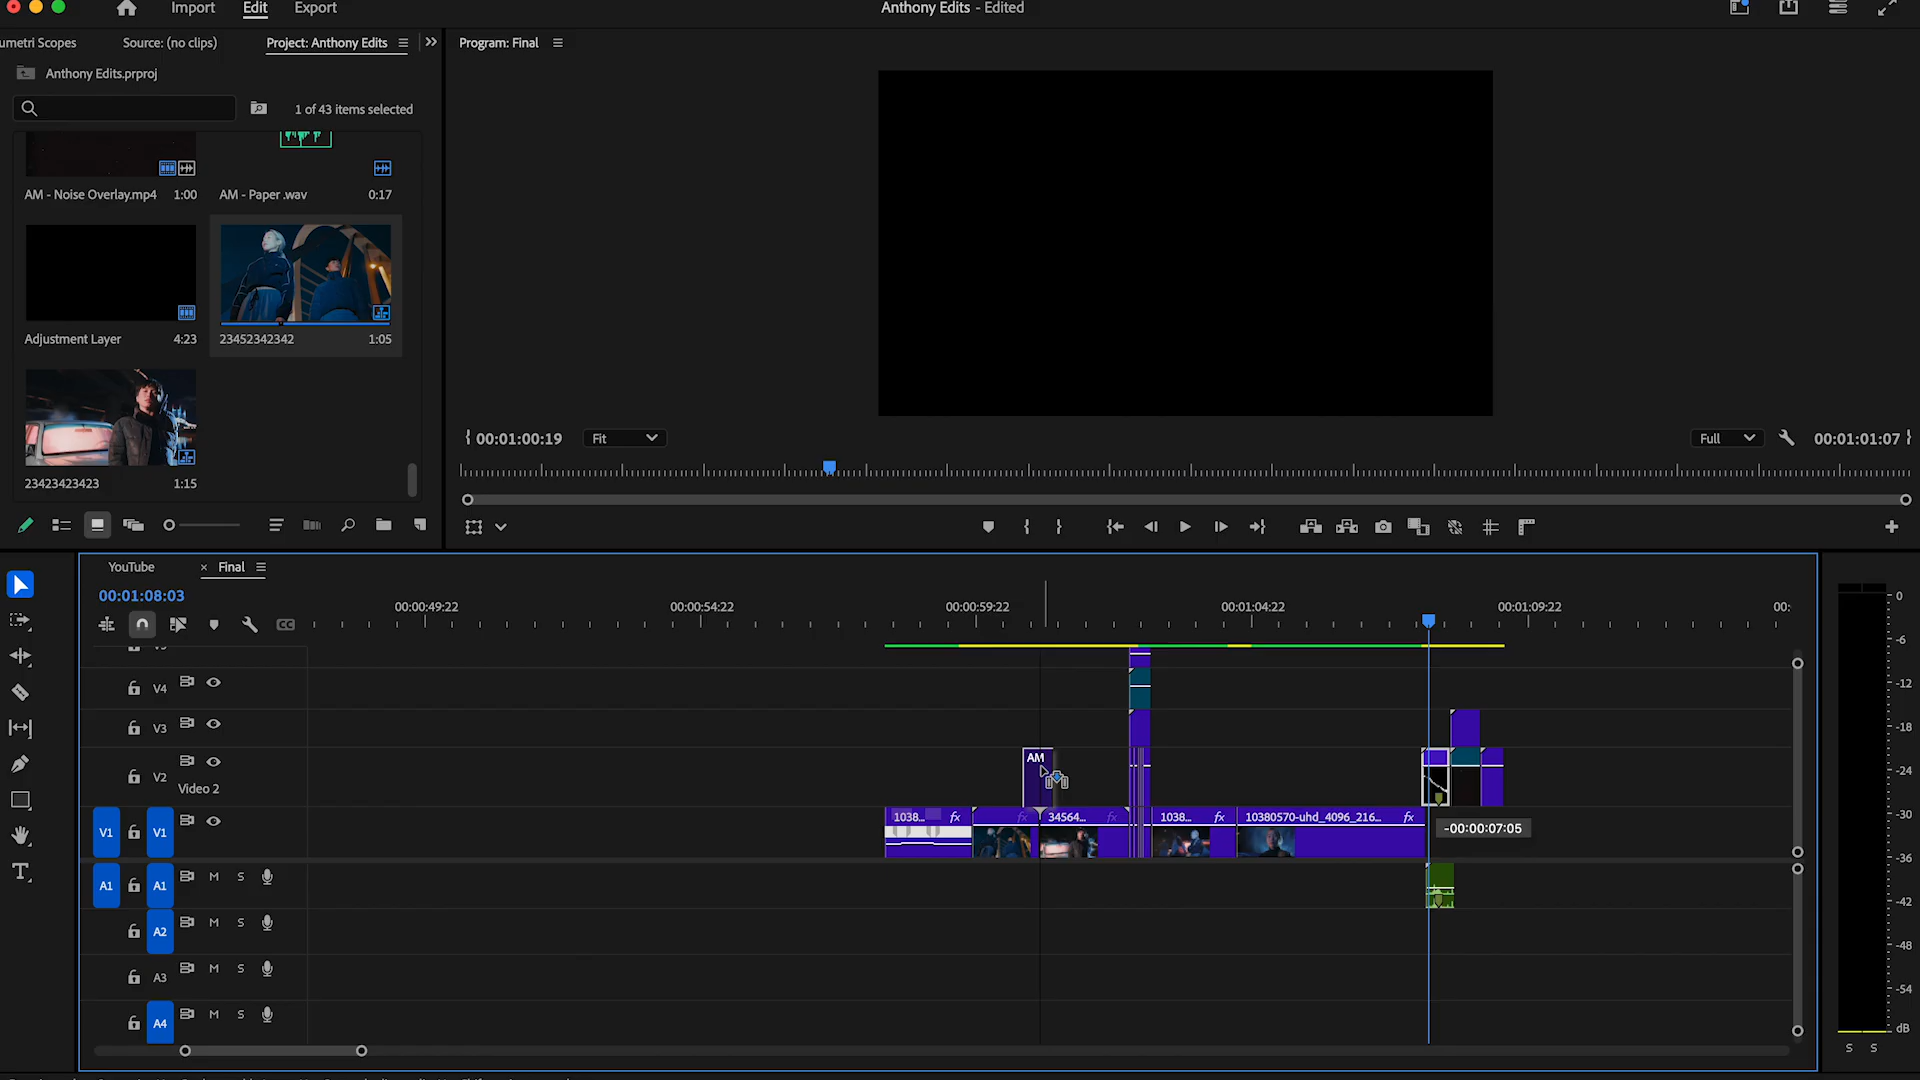 Import
Edit
Export
Anthony Edits - Edited
umetri Scopes
Source: (no clips)
Project: Anthony Edits
Program: Final
Anthony Edits.prproj
1 of 43 items selected
AM - Noise Overlay.mp4 1:00
AM - Paper .wav 0:17
Adjustment Layer 4:23
23452342342 1:05
23423423423 1:15
00:01:00:19
Fit
Full
00:01:01:07
YouTube
× Final
00:01:08:03
00:00:49:22
00:00:54:22
00:00:59:22
00:01:04:22
00:01:09:22
00:
V4
V3
AM
V2
Video 2
V1
V1
1038...
fx
fx
34564...
fx
1038...
fx
10380570-uhd_4096_216...
fx
-00:00:07:05
A1
A1
M
S
A2
M
S
A3
M
S
A4
M
S
0
-6
-12
-18
-24
-30
-36
-42
-48
-54
dB
S S